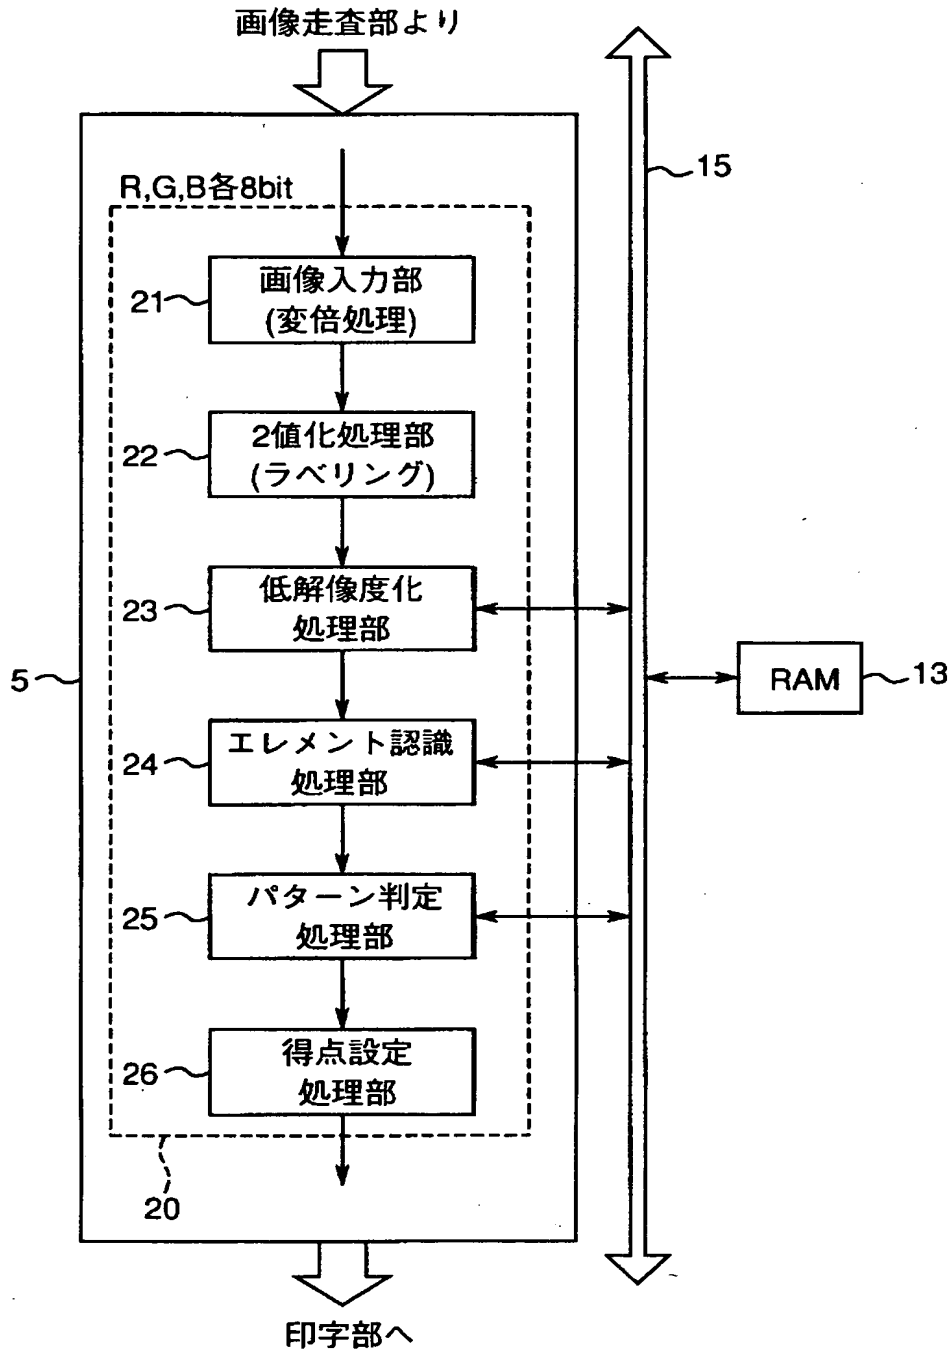 画像走査部より
15
R,G,B各8bit
画像入力部
(変倍処理)
21
2値化処理部
(ラベリング)
22
低解像度化
処理部
23
5
RAM
13
エレメント認識
処理部
24
パターン判定
処理部
25
得点設定
処理部
26
20
印字部へ